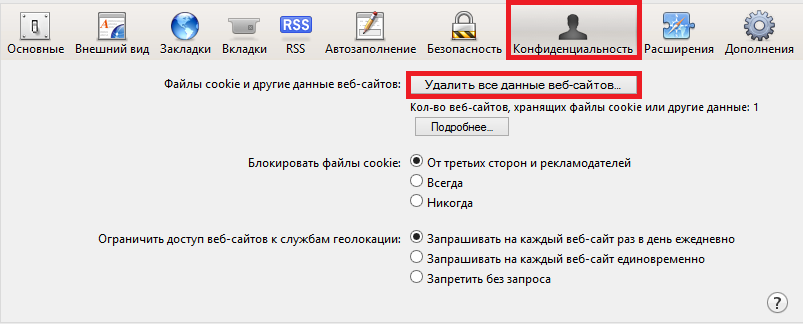 RSS
Основные Внешний вид Закладки Вкладки RSS Автозаполнение Безопасность Конфиденциальность Расширения Дополнения
Файлы cookie и другие данные веб-сайтов: Удалить все данные веб-сайтов...
Кол-во веб-сайтов, хранящих файлы cookie или другие данные: 1
Подробнее...
Блокировать файлы cookie: От третьих сторон и рекламодателей
Всегда
Никогда
Ограничить доступ веб-сайтов к службам геолокации: Запрашивать на каждый веб-сайт раз в день ежедневно
Запрашивать на каждый веб-сайт единовременно
Запретить без запроса
?